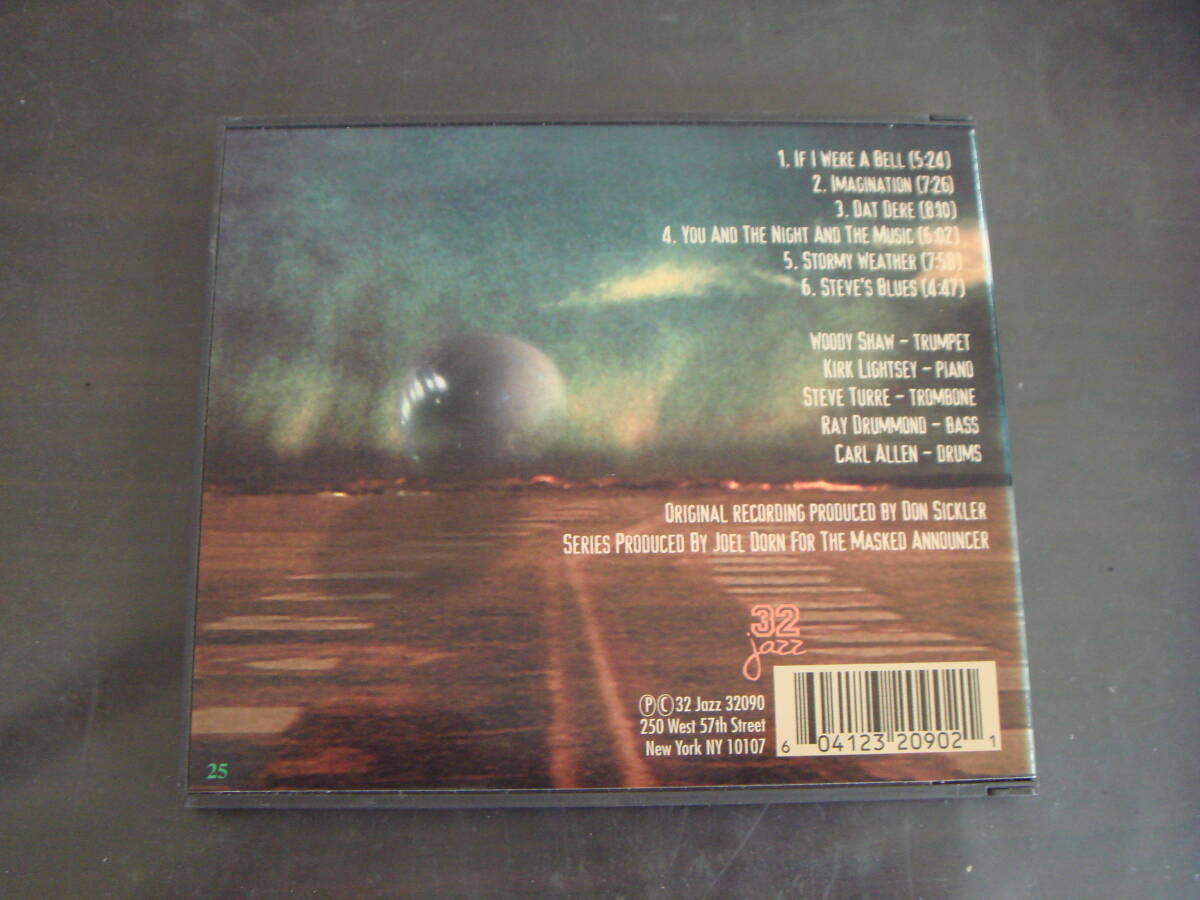 1. If I Were A Bell (5:24)
2. Imagination (7:26)
3. Dat Dere (8:10)
4. You And The Night And The Music (6:02)
5. Stormy Weather (7:58)
6. Steve's Blues (4:47)
Woody Shaw – trumpet
Kirk Lightsey – piano
Steve Turre – trombone
Ray Drummond – bass
Carl Allen – drums
Original recording produced by Don Sickler
Series Produced By Joel Dorn For The Masked Announcer
32
jazz
ⓅⒸ32 Jazz 32090
250 West 57th Street
New York NY 10107
6 04123 20902 1
25